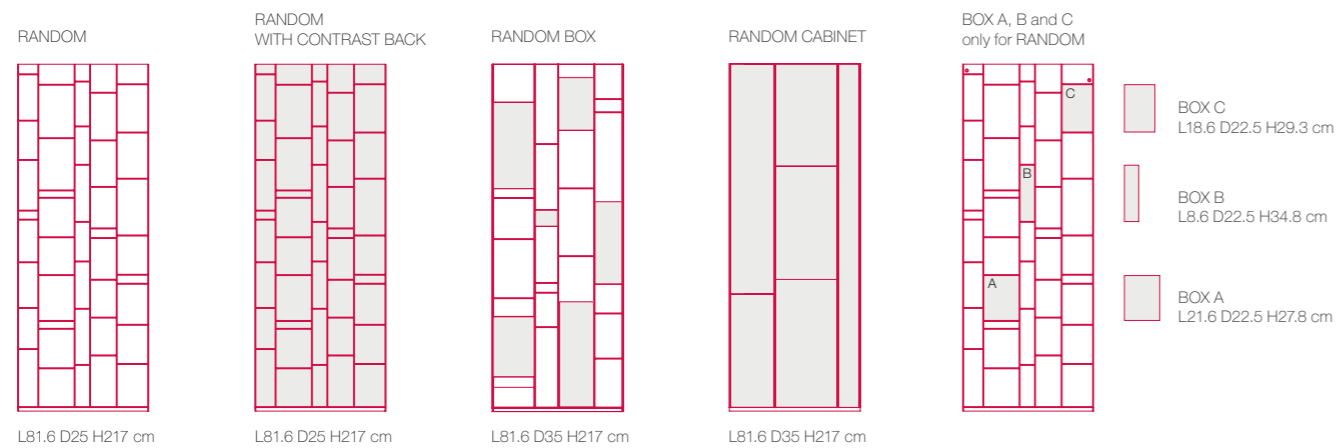 RANDOM
RANDOM
WITH CONTRAST BACK
RANDOM BOX
RANDOM CABINET
BOX A, B and C
only for RANDOM
C
B
A
BOX C
L18.6 D22.5 H29.3 cm
BOX B
L8.6 D22.5 H34.8 cm
BOX A
L21.6 D22.5 H27.8 cm
L81.6 D25 H217 cm
L81.6 D25 H217 cm
L81.6 D35 H217 cm
L81.6 D35 H217 cm